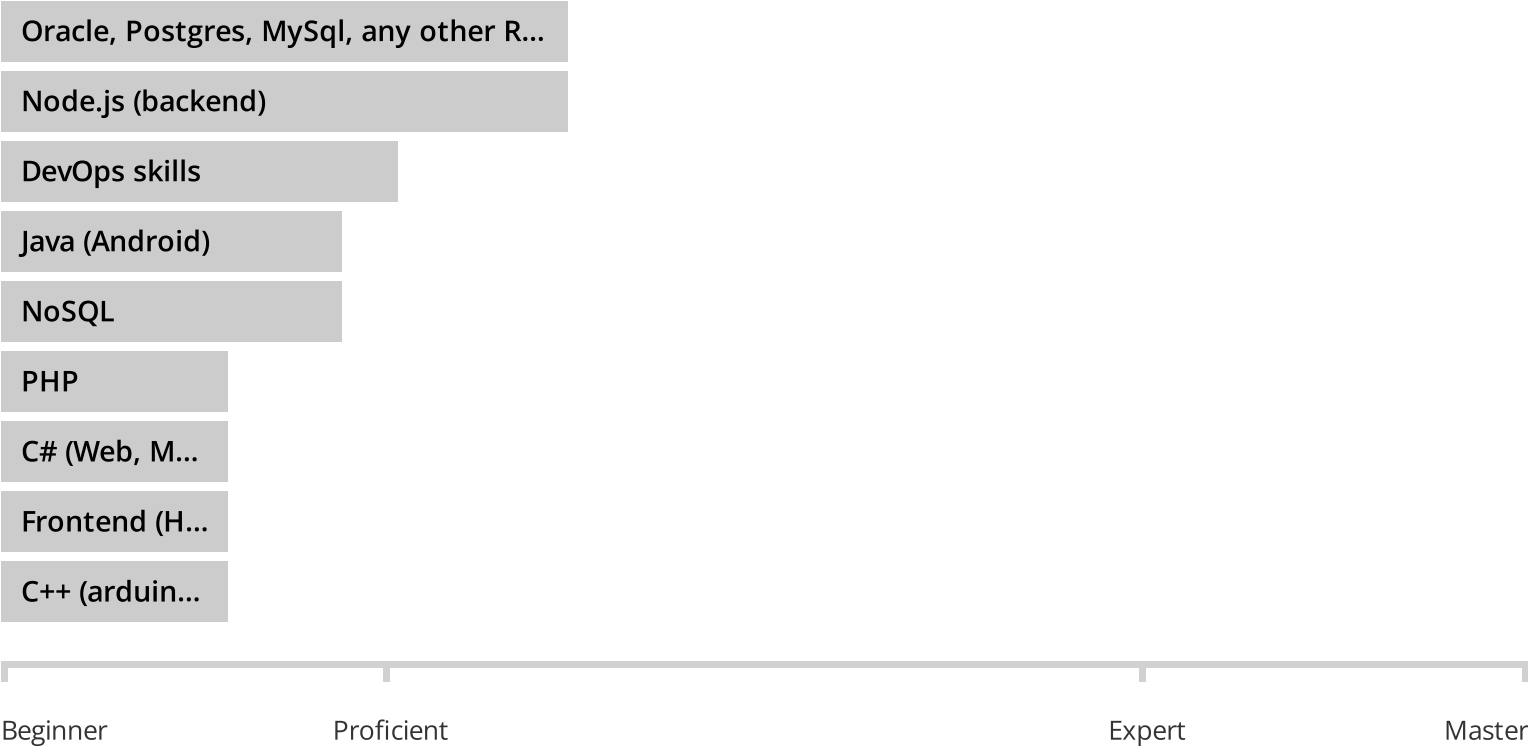 Oracle, Postgres, MySql, any other R...
Node.js (backend)
DevOps skills
Java (Android)
NoSQL
PHP
C# (Web, M...
Frontend (H...
C++ (arduin...
Beginner Proficient Expert Master